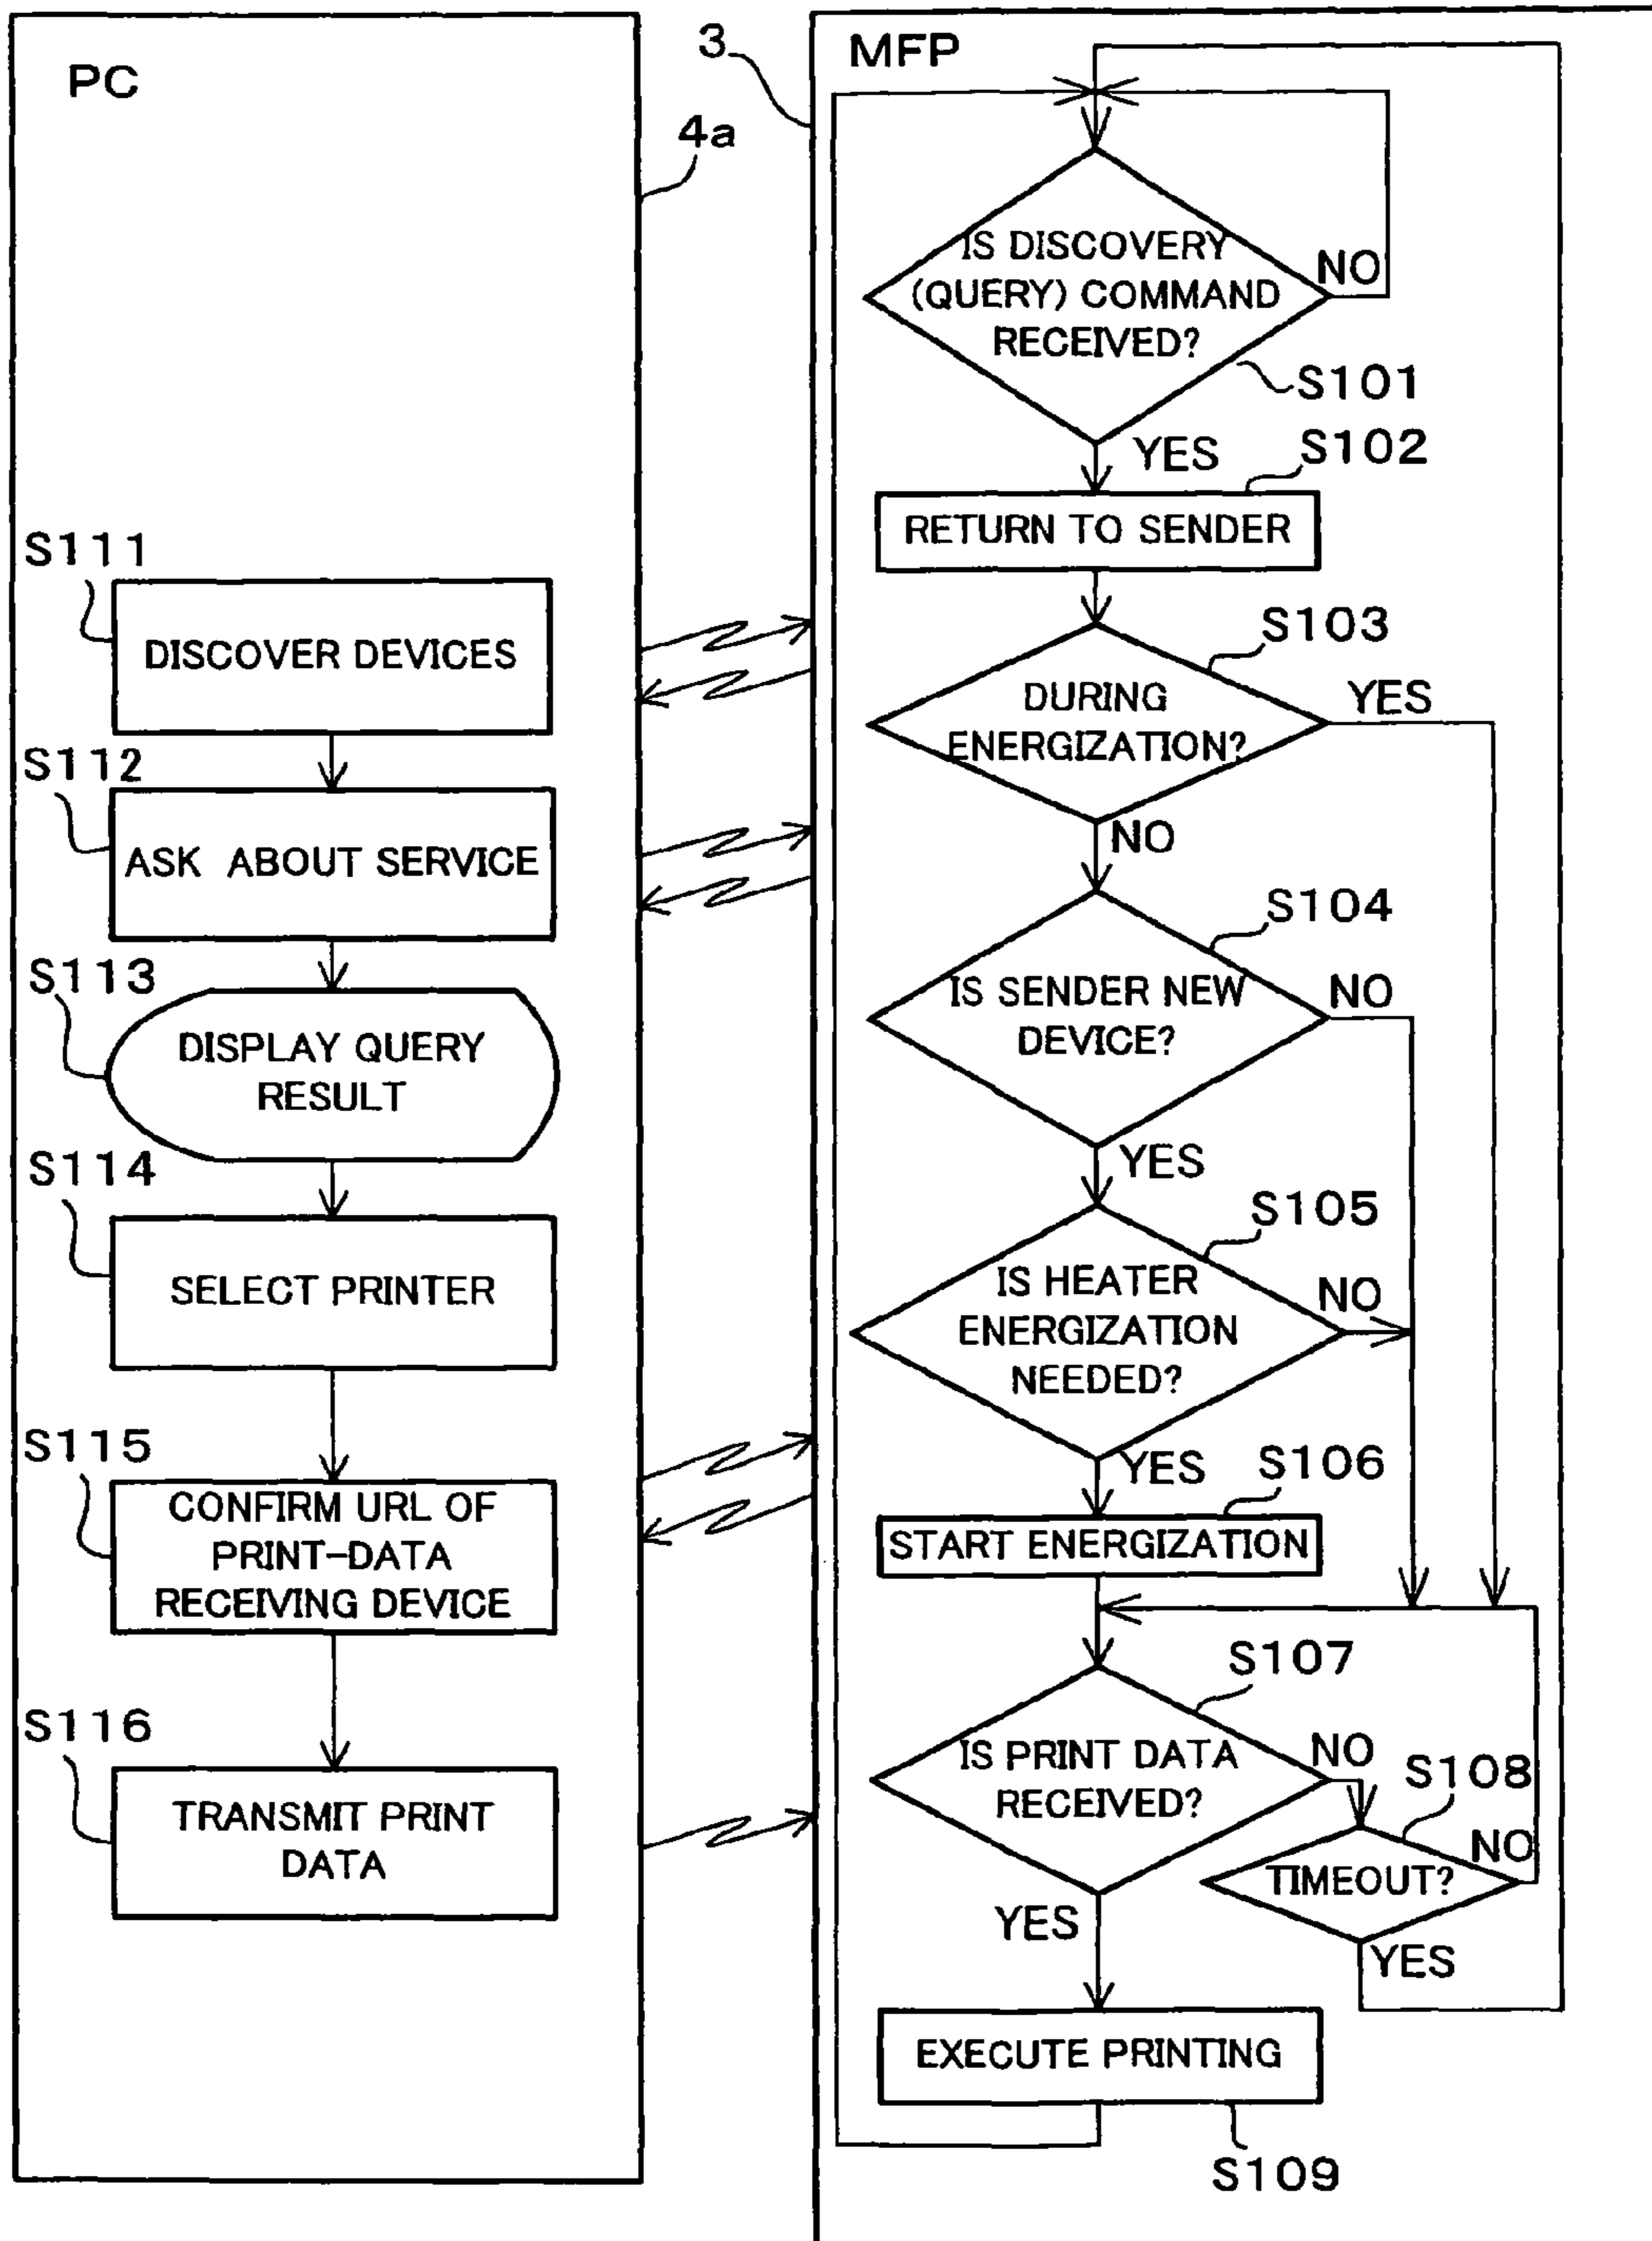 PC
4a
S111
DISCOVER DEVICES
S112
ASK ABOUT SERVICE
S113
DISPLAY QUERY
RESULT
S114
SELECT PRINTER
S115
CONFIRM URL OF
PRINT-DATA
RECEIVING DEVICE
S116
TRANSMIT PRINT
DATA
3
MFP
IS DISCOVERY
(QUERY) COMMAND
RECEIVED?
NO
S101
YES
S102
RETURN TO SENDER
S103
DURING
ENERGIZATION?
YES
NO
S104
IS SENDER NEW
DEVICE?
NO
YES
S105
IS HEATER
ENERGIZATION
NEEDED?
NO
YES
S106
START ENERGIZATION
S107
IS PRINT DATA
RECEIVED?
NO
S108
TIMEOUT?
NO
YES
YES
EXECUTE PRINTING
S109